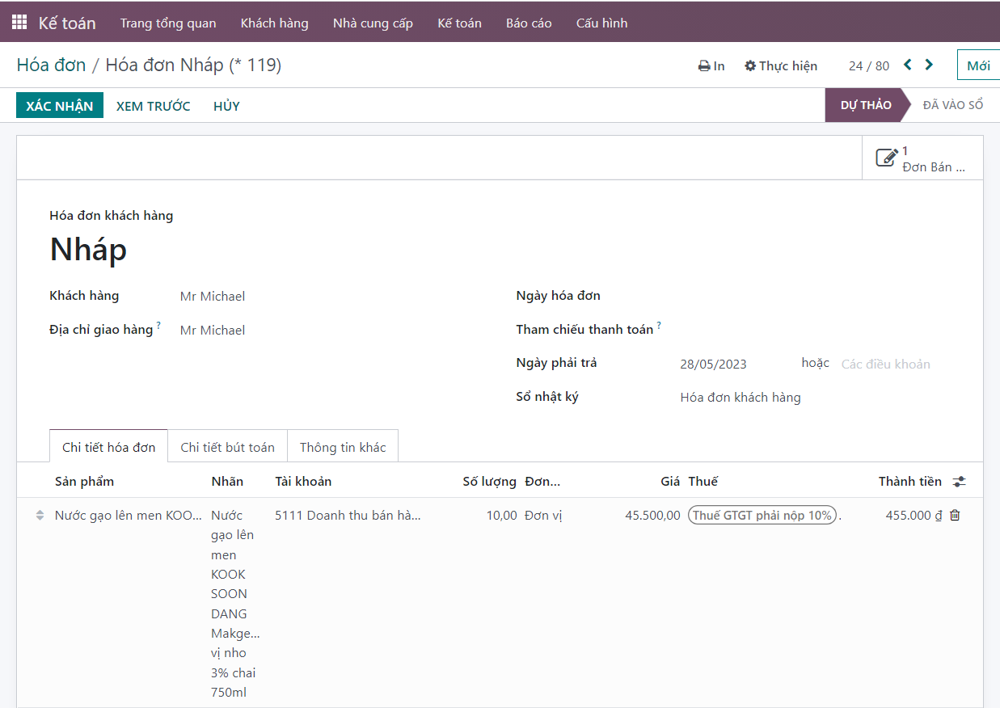 Kế toán Trang tổng quan Khách hàng Nhà cung cấp Kế toán Báo cáo Cấu hình
Hóa đơn / Hóa đơn Nháp (* 119) In Thực hiện 24 / 80 Mới
XÁC NHẬN XEM TRƯỚC HỦY DỰ THẢO ĐÃ VÀO SỔ
1
Đơn Bán ...
Hóa đơn khách hàng
Nháp
Khách hàng Mr Michael Ngày hóa đơn
Địa chỉ giao hàng ? Mr Michael Tham chiếu thanh toán ?
Ngày phải trả 28/05/2023 hoặc Các điều khoản
Sổ nhật ký Hóa đơn khách hàng
Chi tiết hóa đơn Chi tiết bút toán Thông tin khác
Sản phẩm Nhãn Tài khoản Số lượng Đơn... Giá Thuế Thành tiền
Nước gạo lên men KOO... Nước 5111 Doanh thu bán hà... 10,00 Đơn vị 45.500,00 Thuế GTGT phải nộp 10% . 455.000 ₫
gạo lên
men
KOOK
SOON
DANG
Makge...
vị nho
3% chai
750ml